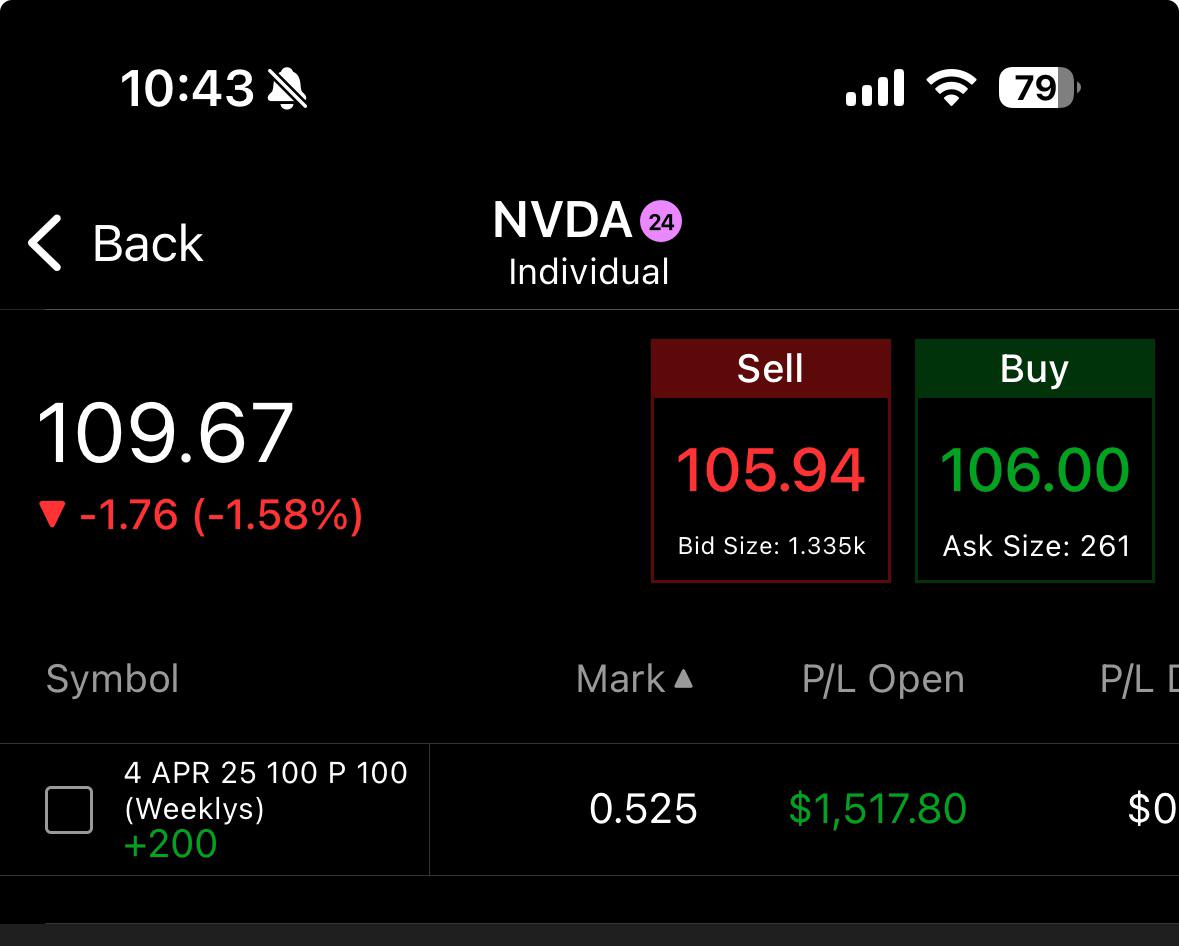 10:43 79
Back
NVDA 24
Individual
Sell Buy
109.67
105.94 106.00
-1.76 (-1.58%)
Bid Size: 1.335k Ask Size: 261
Symbol Mark P/L Open P/L
4 APR 25 100 P 100
(Weeklys)
+200
0.525 $1,517.80 $0